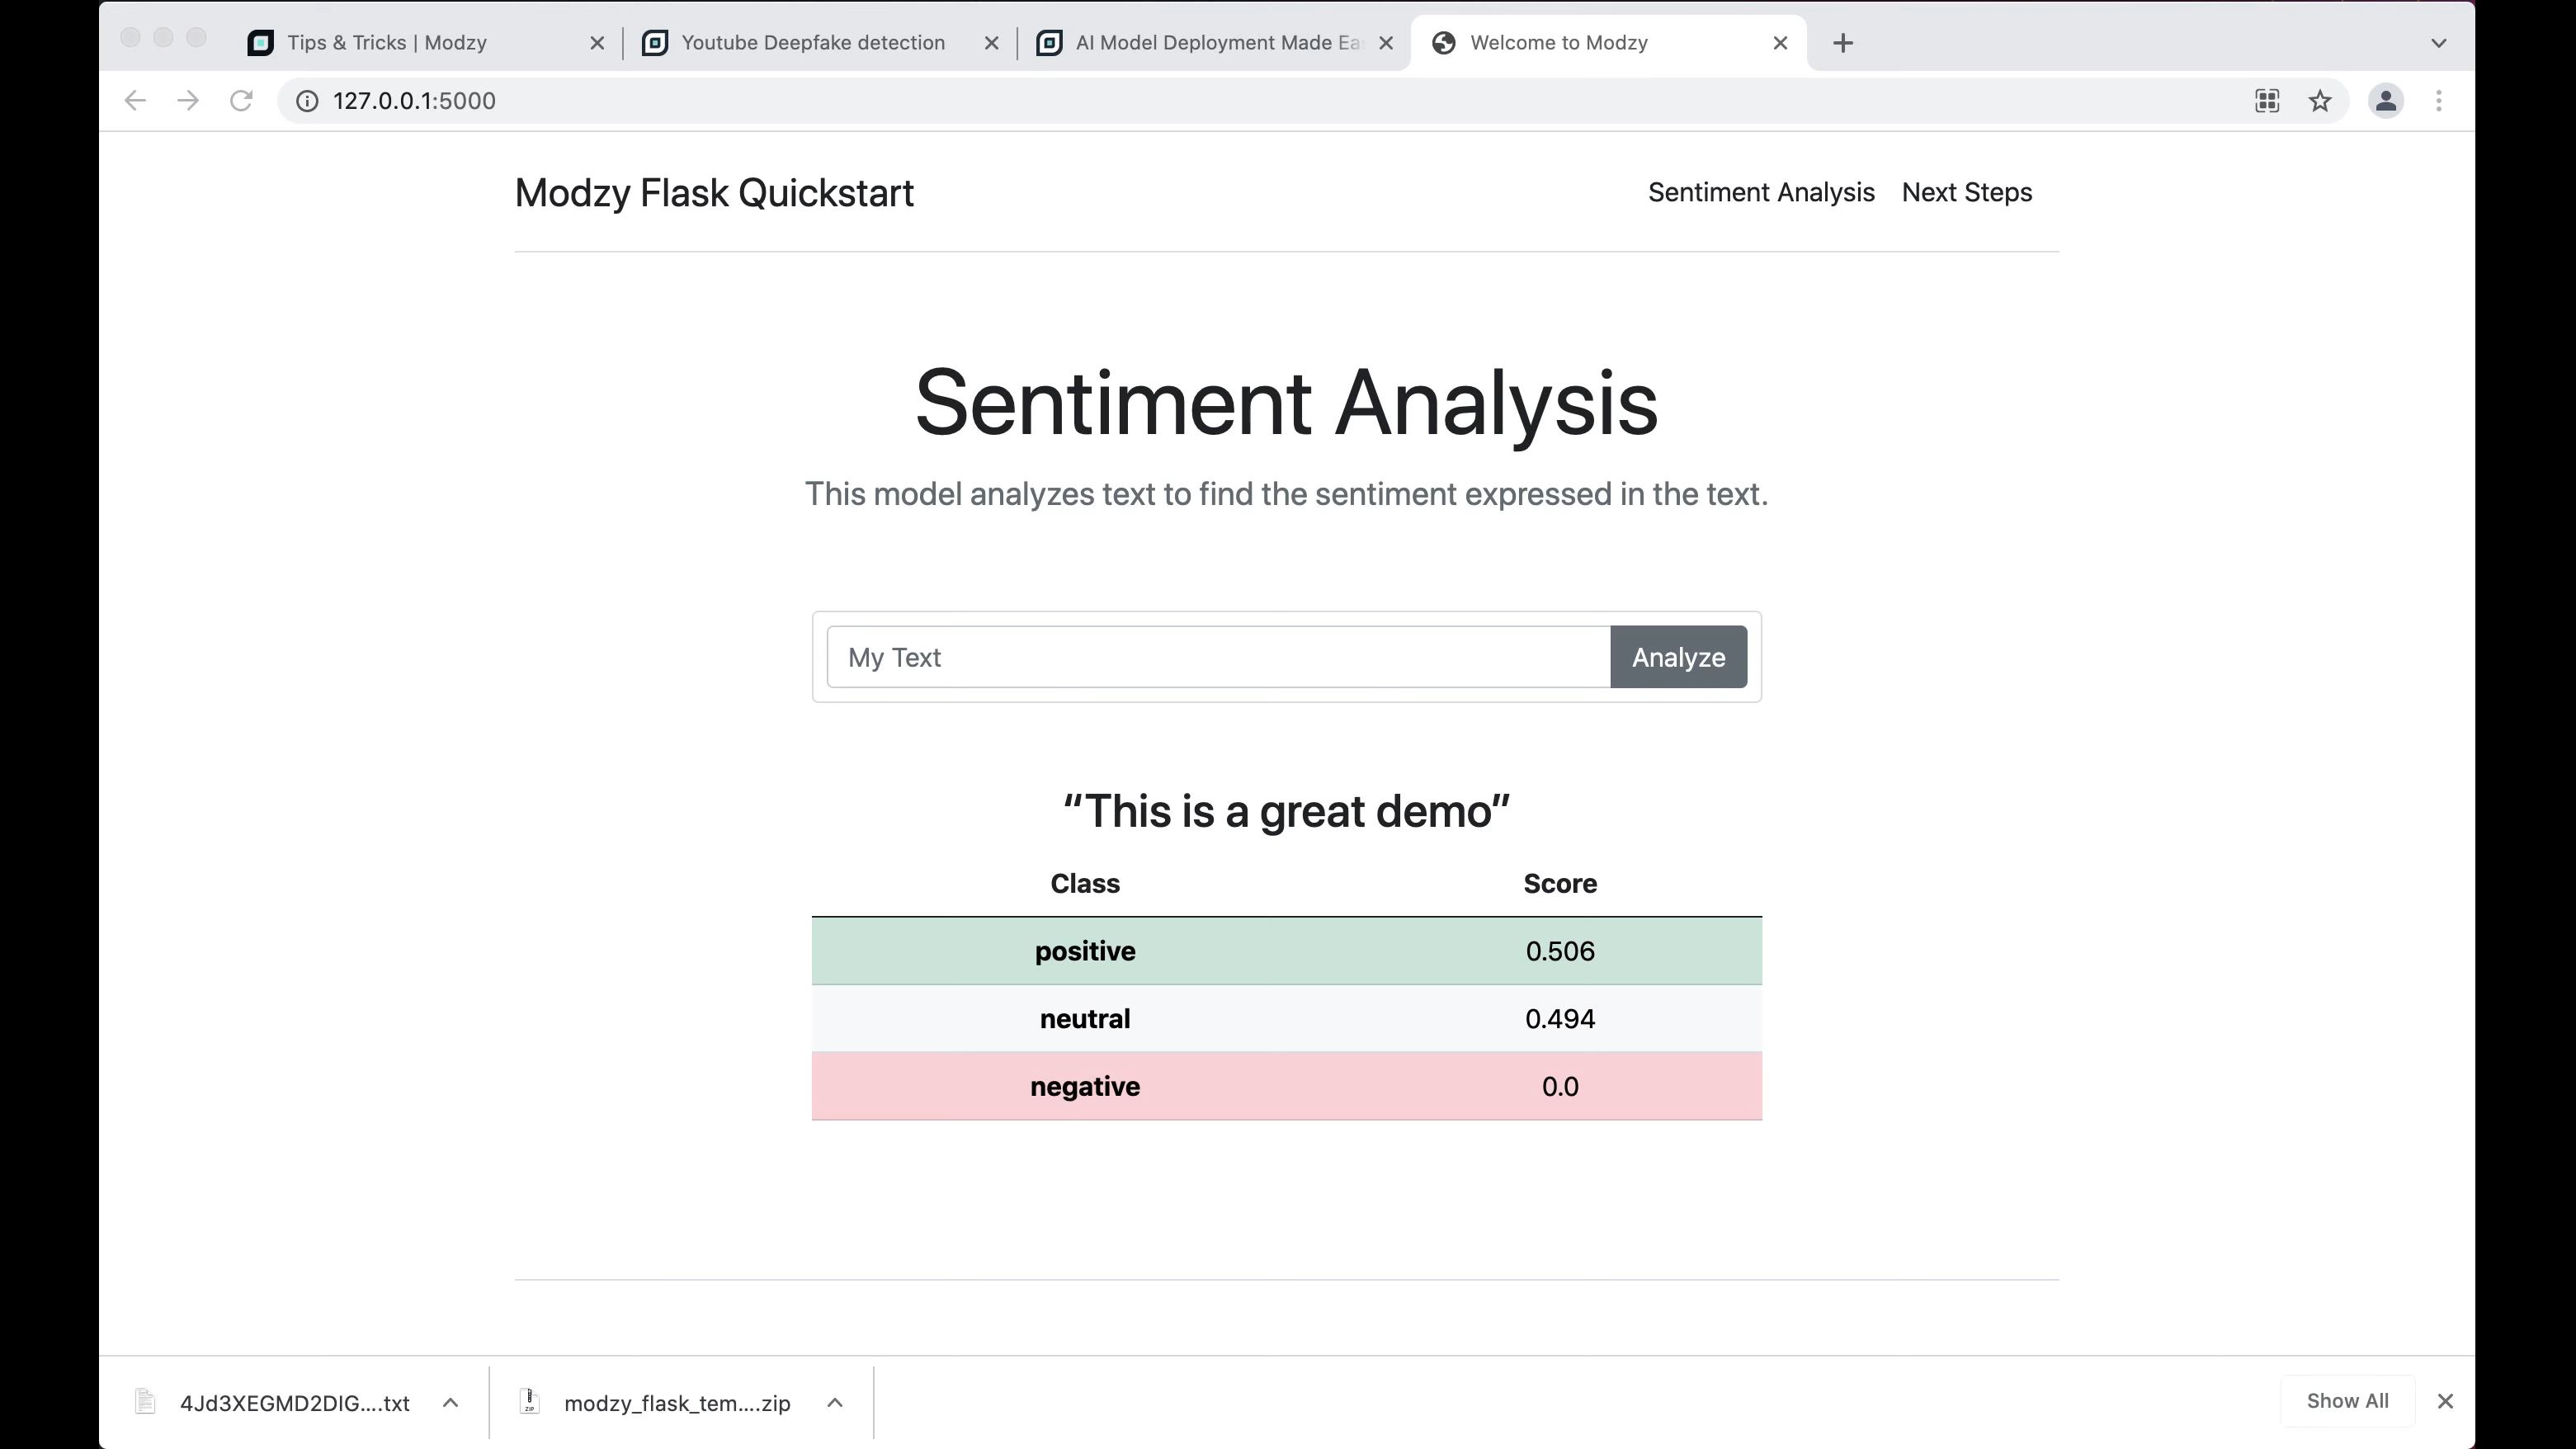 Tips & Tricks | Modzy
Youtube Deepfake detection
AI Model Deployment Made Ea
Welcome to Modzy
127.0.0.1:5000
Modzy Flask Quickstart
Sentiment Analysis
Next Steps
Sentiment Analysis
This model analyzes text to find the sentiment expressed in the text.
My Text
Analyze
“This is a great demo”
Class Score
positive 0.506
neutral 0.494
negative 0.0
4Jd3XEGMD2DIG....txt
ZIP
modzy_flask_tem....zip
Show All